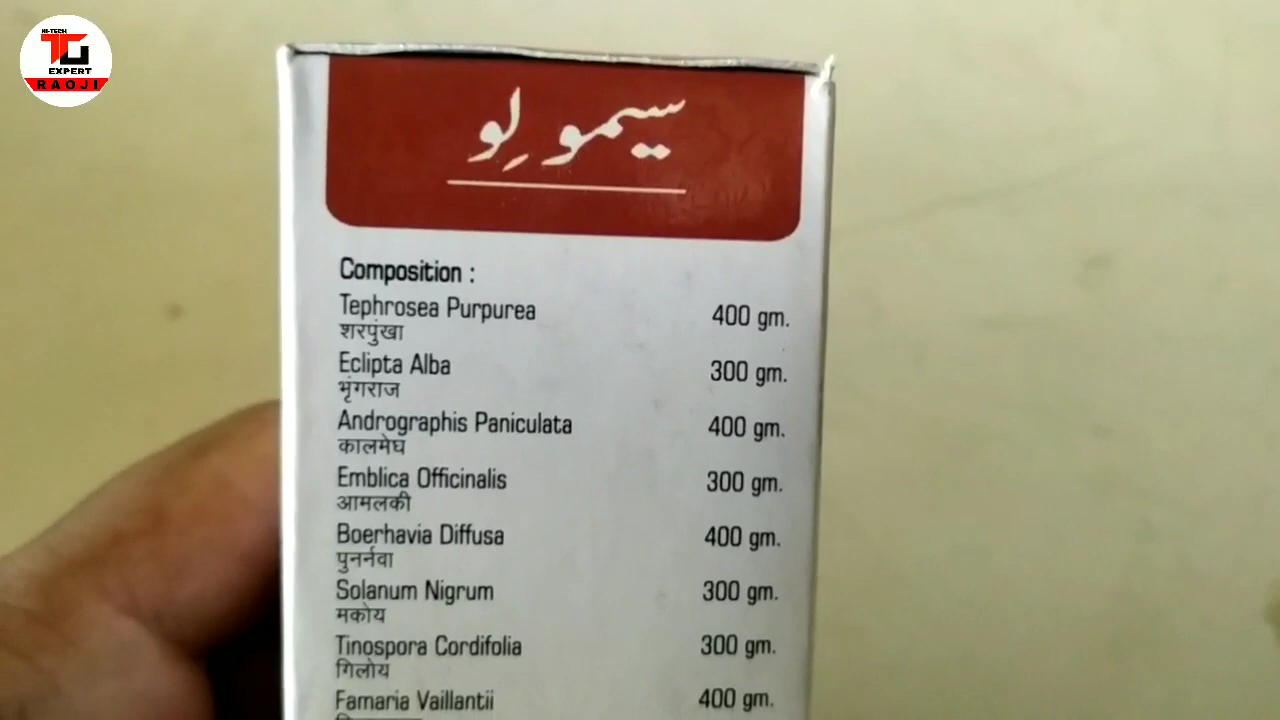 HI-TECH
TG
EXPERT
RAOJI
سیمو لِو
Composition :
Tephrosea Purpurea 400 gm.
शरपुंखा
Eclipta Alba 300 gm.
भृंगराज
Andrographis Paniculata 400 gm.
कालमेघ
Emblica Officinalis 300 gm.
आमलकी
Boerhavia Diffusa 400 gm.
पुनर्नवा
Solanum Nigrum 300 gm.
मकोय
Tinospora Cordifolia 300 gm.
गिलोय
Famaria Vaillantii 400 gm.